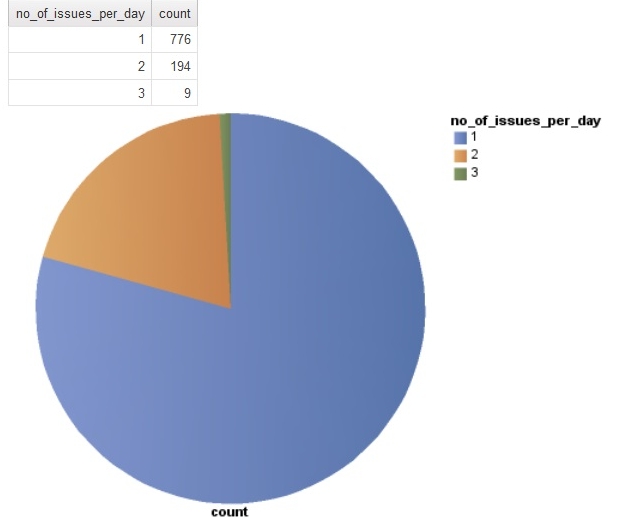 no_of_issues_per_day count
1 776
2 194
3 9
no_of_issues_per_day
1
2
3
count